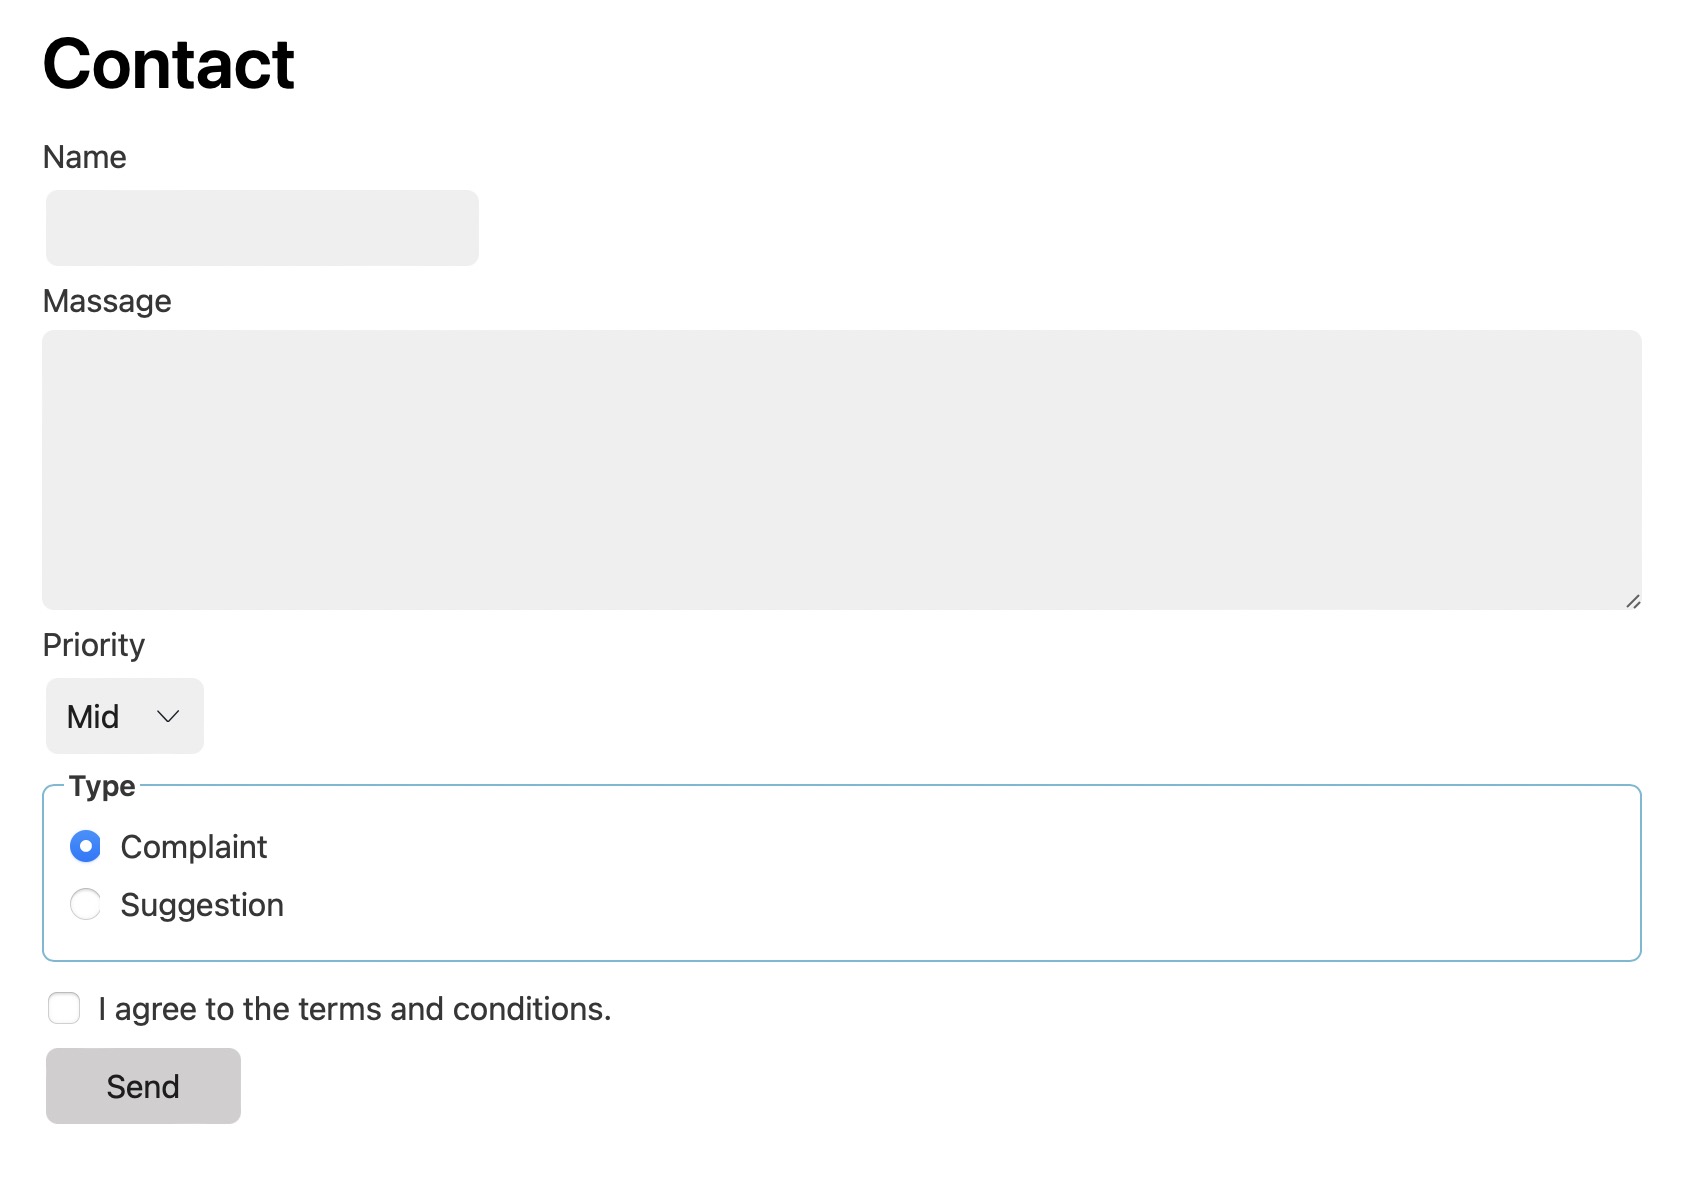 Contact
Name
Massage
Priority
Mid
Type
Complaint
Suggestion
I agree to the terms and conditions.
Send